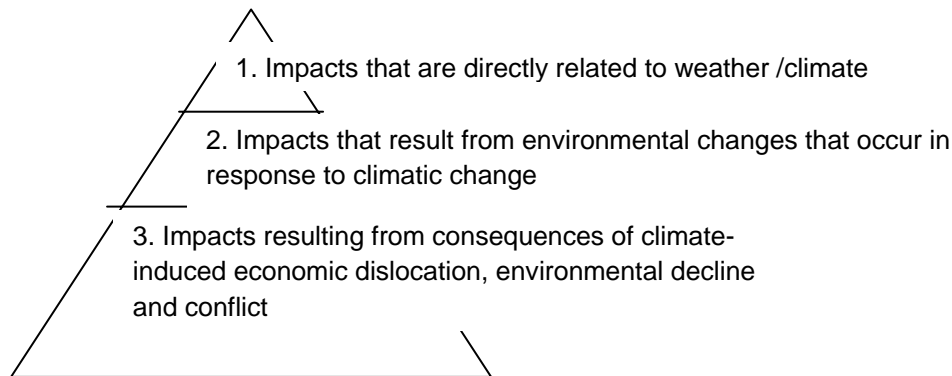 1. Impacts that are directly related to weather /climate
2. Impacts that result from environmental changes that occur in
response to climatic change
3. Impacts resulting from consequences of climate-
induced economic dislocation, environmental decline
and conflict